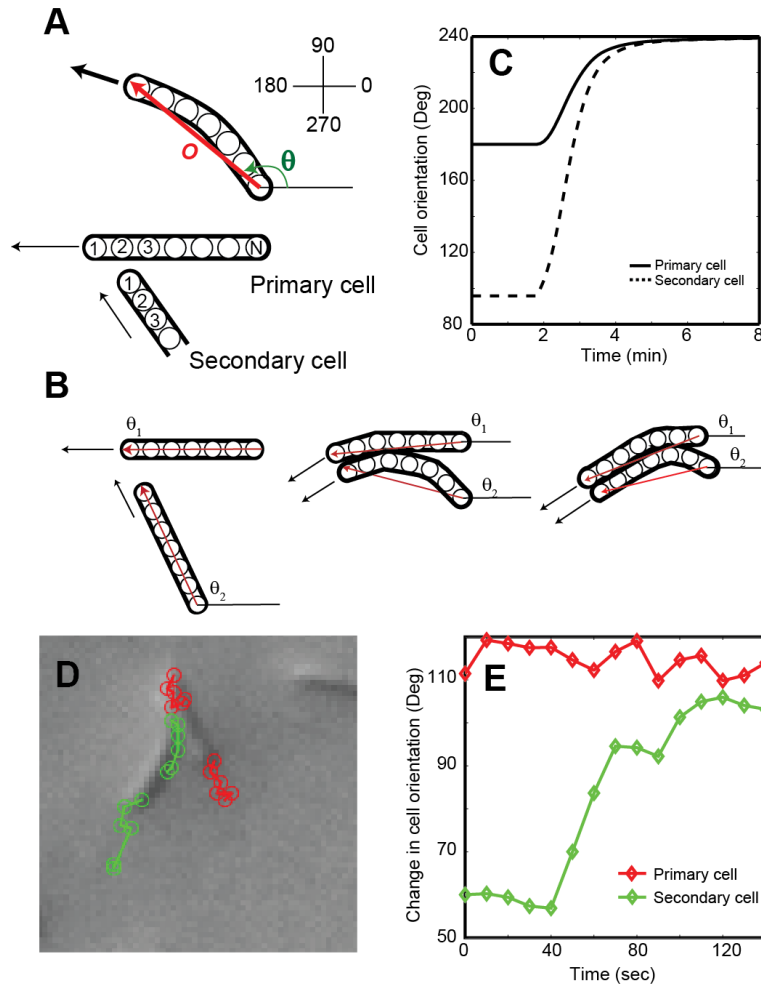 A
90
180
0
270
O
θ
1 2 3 N
Primary cell
1
2
3
Secondary cell
C
Cell orientation (Deg)
240
200
160
120
80
0 2 4 6 8
Time (min)
Primary cell
Secondary cell
B
θ1
θ2
θ1
θ2
θ1
θ2
D
E
Change in cell orientation (Deg)
110
90
70
50
0 40 80 120
Time (sec)
Primary cell
Secondary cell